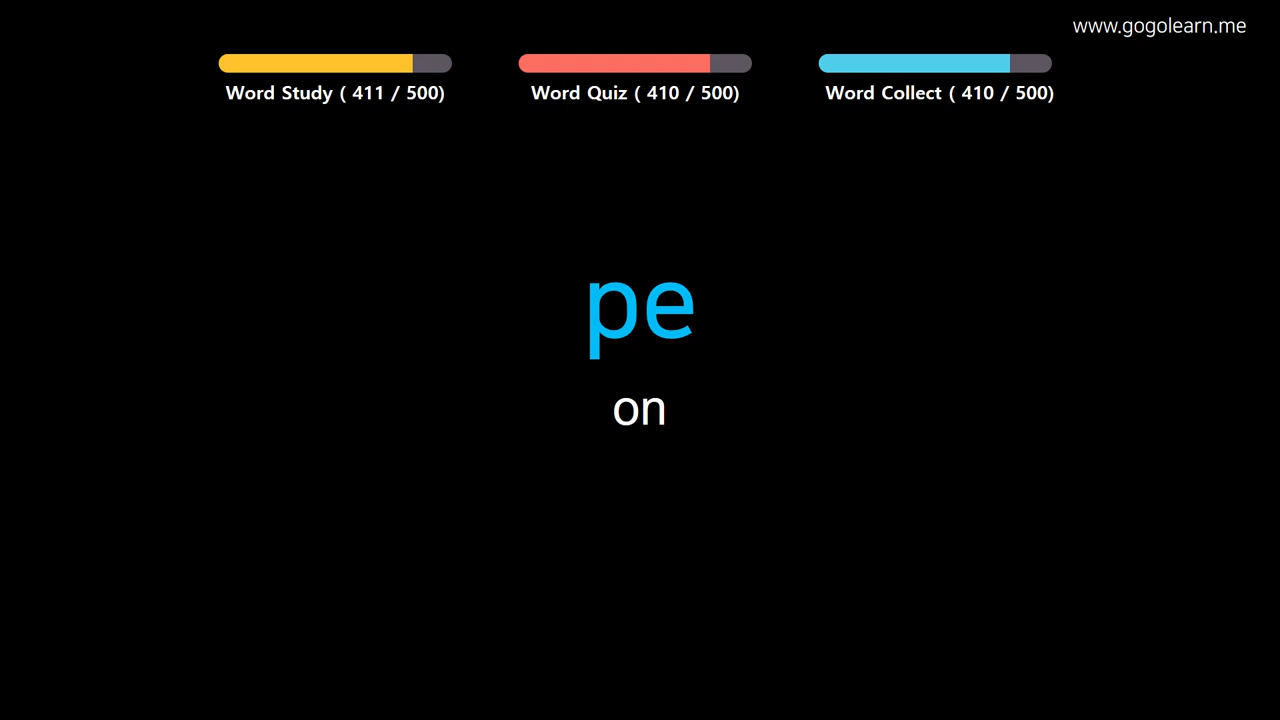 www.gogolearn.me
Word Study ( 411 / 500)
Word Quiz ( 410 / 500)
Word Collect ( 410 / 500)
pe
on